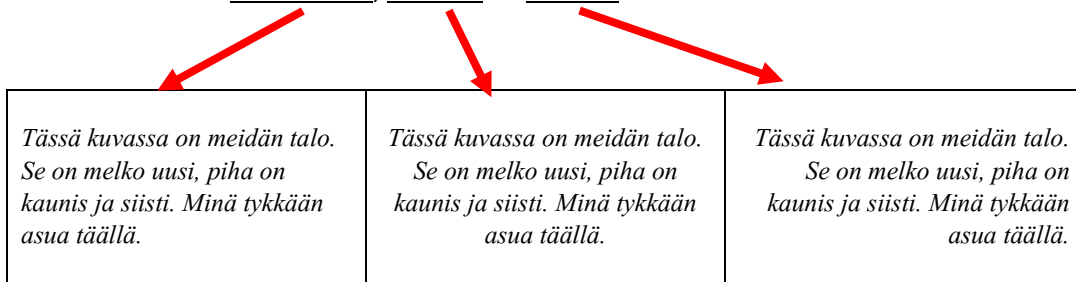 Tässä kuvassa on meidän talo.
Se on melko uusi, piha on
kaunis ja siisti. Minä tykkään
asua täällä.
Tässä kuvassa on meidän talo.
Se on melko uusi, piha on
kaunis ja siisti. Minä tykkään
asua täällä.
Tässä kuvassa on meidän talo.
Se on melko uusi, piha on
kaunis ja siisti. Minä tykkään
asua täällä.